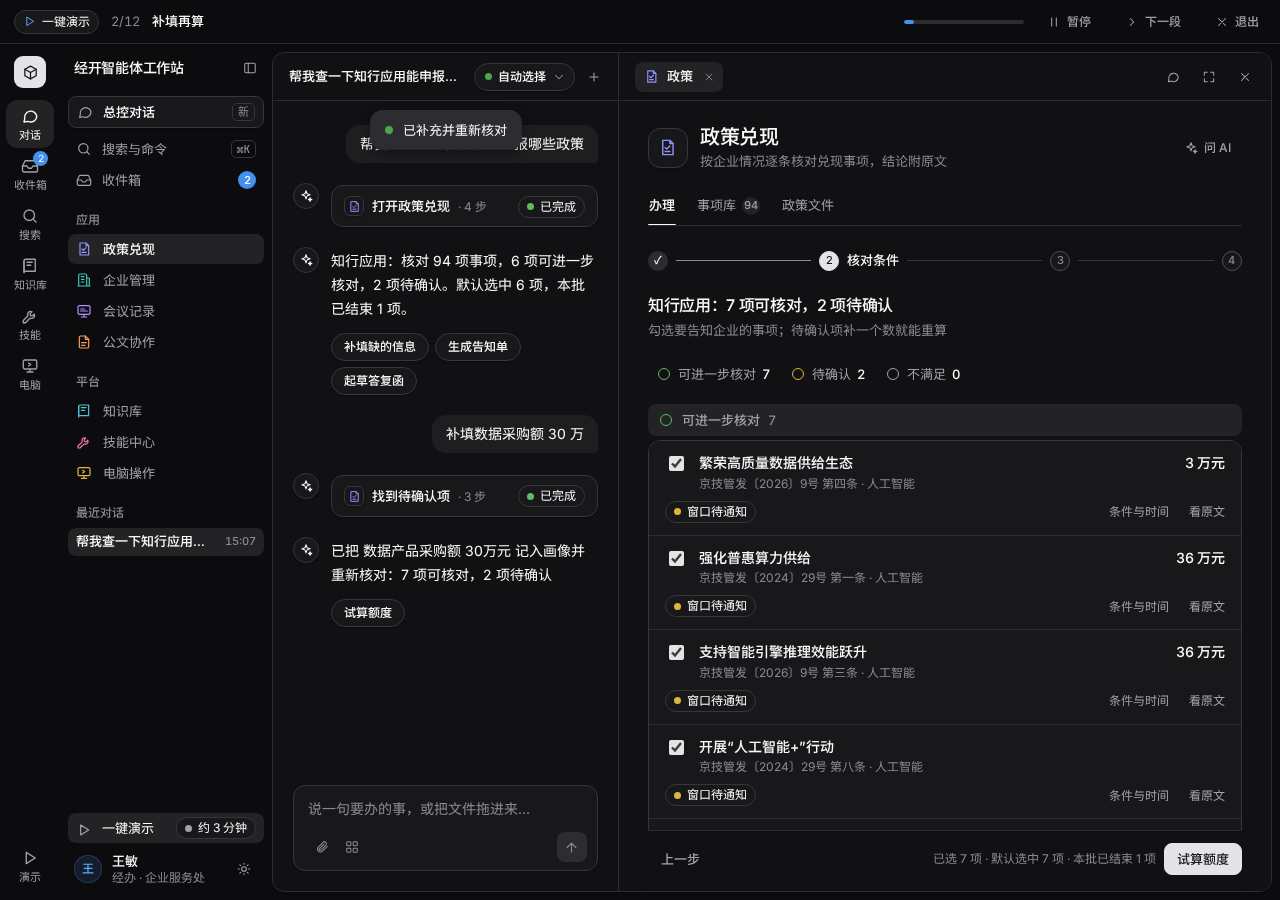 一键演示
2/12 补填再算
暂停
下一段
退出
对话
2
收件箱
搜索
知识库
技能
电脑
演示
经开智能体工作站
总控对话 新
搜索与命令 ⌘K
收件箱 2
应用
政策兑现
企业管理
会议记录
公文协作
平台
知识库
技能中心
电脑操作
最近对话
帮我查一下知行应用... 15:07
一键演示 约 3 分钟
王 王敏
经办 · 企业服务处
帮我查一下知行应用能申报... 自动选择
已补充并重新核对
报哪些政策
打开政策兑现 · 4 步 已完成
知行应用：核对 94 项事项，6 项可进一步
核对，2 项待确认。默认选中 6 项，本批
已结束 1 项。
补填缺的信息 生成告知单
起草答复函
补填数据采购额 30 万
找到待确认项 · 3 步 已完成
已把 数据产品采购额 30万元 记入画像并
重新核对：7 项可核对，2 项待确认
试算额度
说一句要办的事，或把文件拖进来...
政策
政策兑现
按企业情况逐条核对兑现事项，结论附原文
问 AI
办理 事项库 94 政策文件
2 核对条件 3 4
知行应用：7 项可核对，2 项待确认
勾选要告知企业的事项；待确认项补一个数就能重算
可进一步核对 7 待确认 2 不满足 0
可进一步核对 7
繁荣高质量数据供给生态 3 万元
京技管发〔2026〕9号 第四条 · 人工智能
窗口待通知 条件与时间 看原文
强化普惠算力供给 36 万元
京技管发〔2024〕29号 第一条 · 人工智能
窗口待通知 条件与时间 看原文
支持智能引擎推理效能跃升 36 万元
京技管发〔2026〕9号 第三条 · 人工智能
窗口待通知 条件与时间 看原文
开展“人工智能+”行动
京技管发〔2024〕29号 第八条 · 人工智能
窗口待通知 条件与时间 看原文
上一步 已选 7 项 · 默认选中 7 项 · 本批已结束 1 项 试算额度